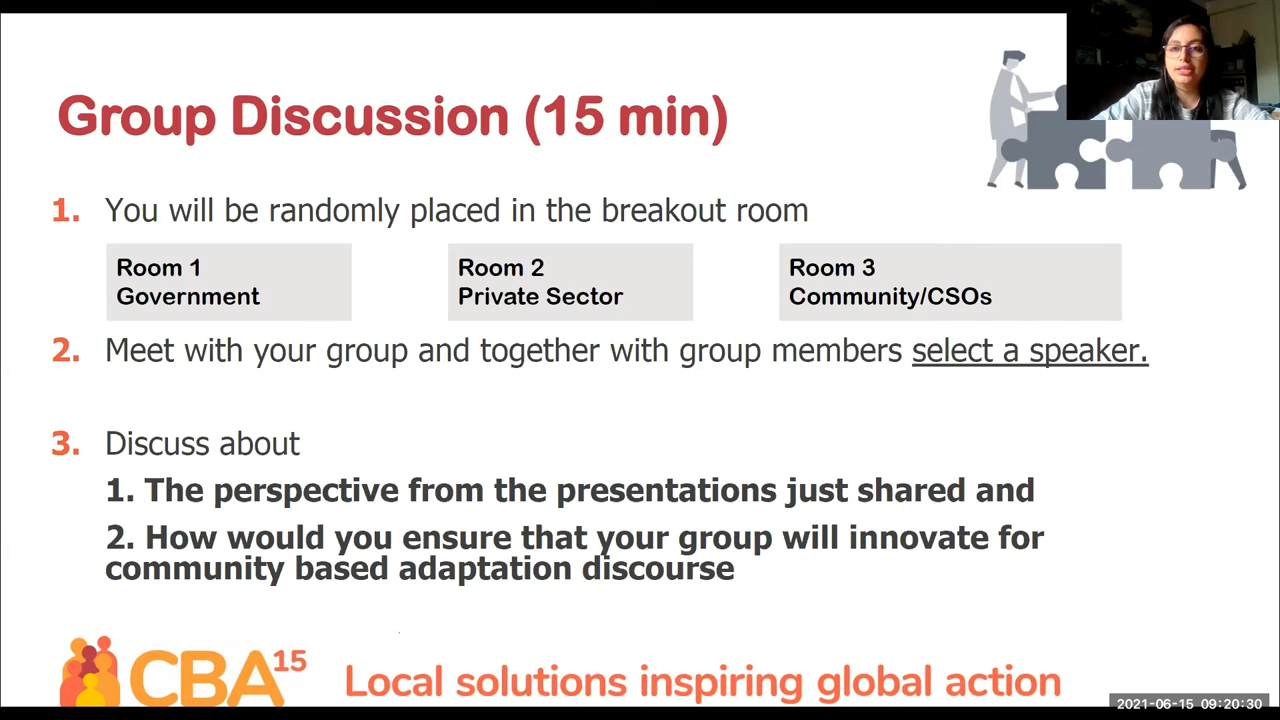 Group Discussion (15 min)
1. You will be randomly placed in the breakout room
Room 1
Government
Room 2
Private Sector
Room 3
Community/CSOs
2. Meet with your group and together with group members select a speaker.
3. Discuss about
1. The perspective from the presentations just shared and
2. How would you ensure that your group will innovate for
community based adaptation discourse
CBA15
Local solutions inspiring global action
2021-06-15 09:20:30